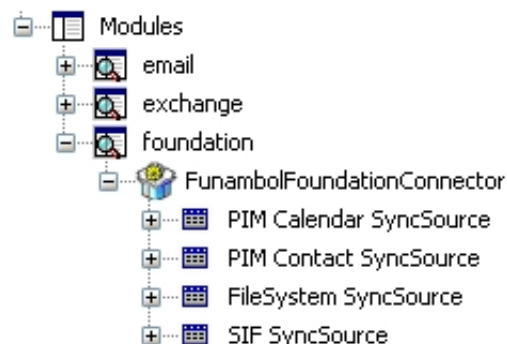 Modules
email
exchange
foundation
FunambolFoundationConnector
PIM Calendar SyncSource
PIM Contact SyncSource
FileSystem SyncSource
SIF SyncSource